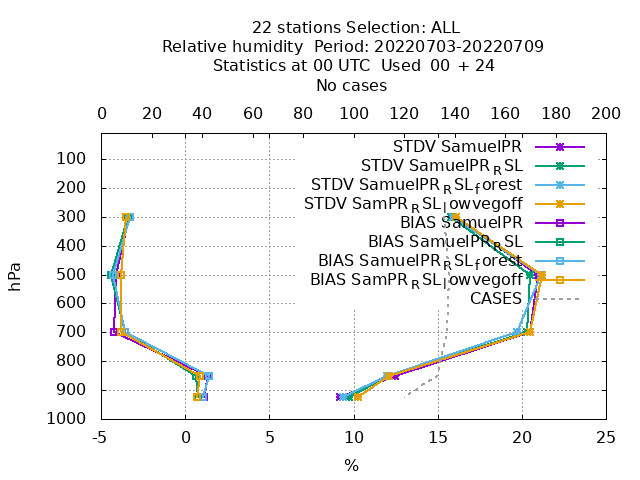 22 stations Selection: ALL
Relative humidity  Period: 20220703-20220709
Statistics at 00 UTC  Used  00 + 24
No cases
0 20 40 60 80 100 120 140 160 180 200
STDV SamuelPR
STDV SamuelPR_RSL
STDV SamuelPR_RSL_forest
STDV SamPR_RSL_lowvegoff
BIAS SamuelPR
BIAS SamuelPR_RSL
BIAS SamuelPR_RSL_forest
BIAS SamPR_RSL_lowvegoff
CASES
hPa
100
200
300
400
500
600
700
850
900
1000
-5 0 5 10 15 20 25
%